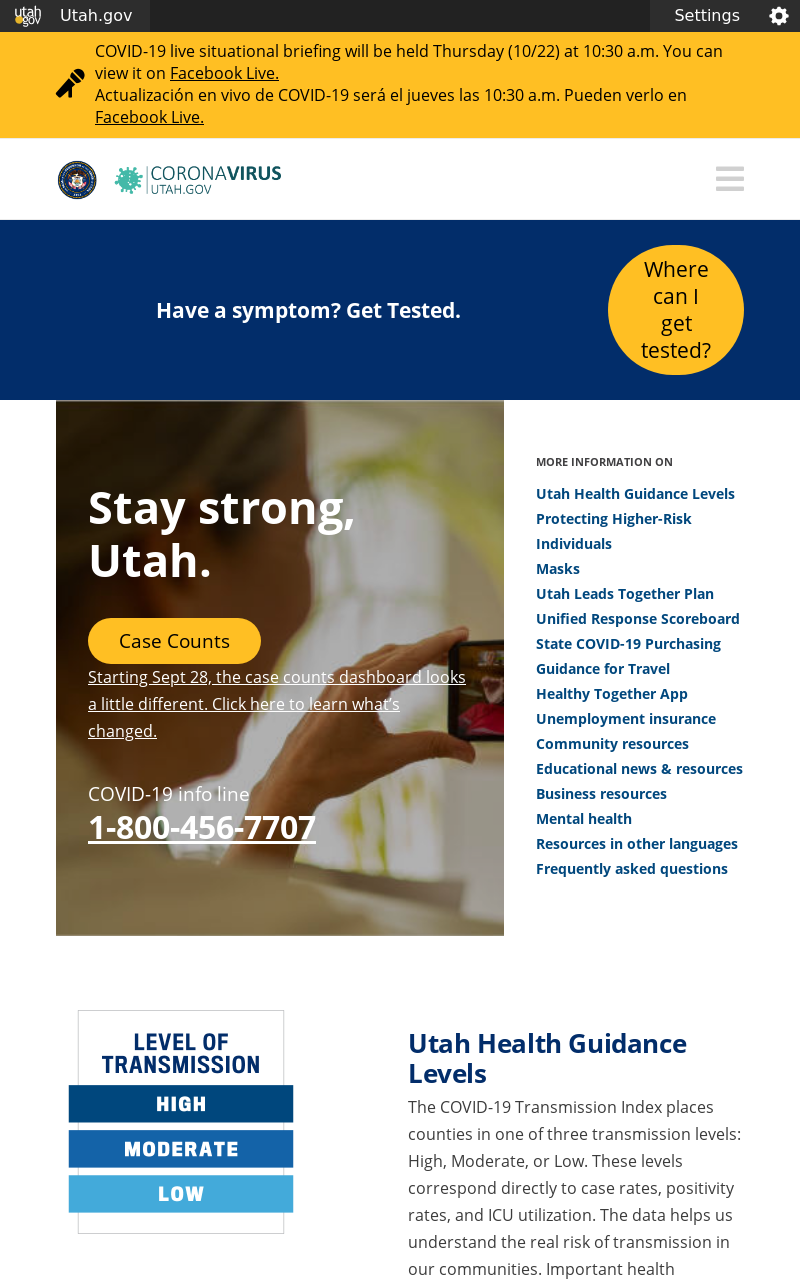 utah
gov
Utah.gov
Settings
COVID-19 live situational briefing will be held Thursday (10/22) at 10:30 a.m. You can
view it on Facebook Live.
Actualización en vivo de COVID-19 será el jueves las 10:30 a.m. Pueden verlo en
Facebook Live.
CORONAVIRUS
UTAH.GOV
Have a symptom? Get Tested.
Where
can I
get
tested?
Stay strong,
Utah.
Case Counts
Starting Sept 28, the case counts dashboard looks
a little different. Click here to learn what’s
changed.
COVID-19 info line
1-800-456-7707
MORE INFORMATION ON
Utah Health Guidance Levels
Protecting Higher-Risk
Individuals
Masks
Utah Leads Together Plan
Unified Response Scoreboard
State COVID-19 Purchasing
Guidance for Travel
Healthy Together App
Unemployment insurance
Community resources
Educational news & resources
Business resources
Mental health
Resources in other languages
Frequently asked questions
LEVEL OF
TRANSMISSION
HIGH
MODERATE
LOW
Utah Health Guidance
Levels
The COVID-19 Transmission Index places
counties in one of three transmission levels:
High, Moderate, or Low. These levels
correspond directly to case rates, positivity
rates, and ICU utilization. The data helps us
understand the real risk of transmission in
our communities. Important health